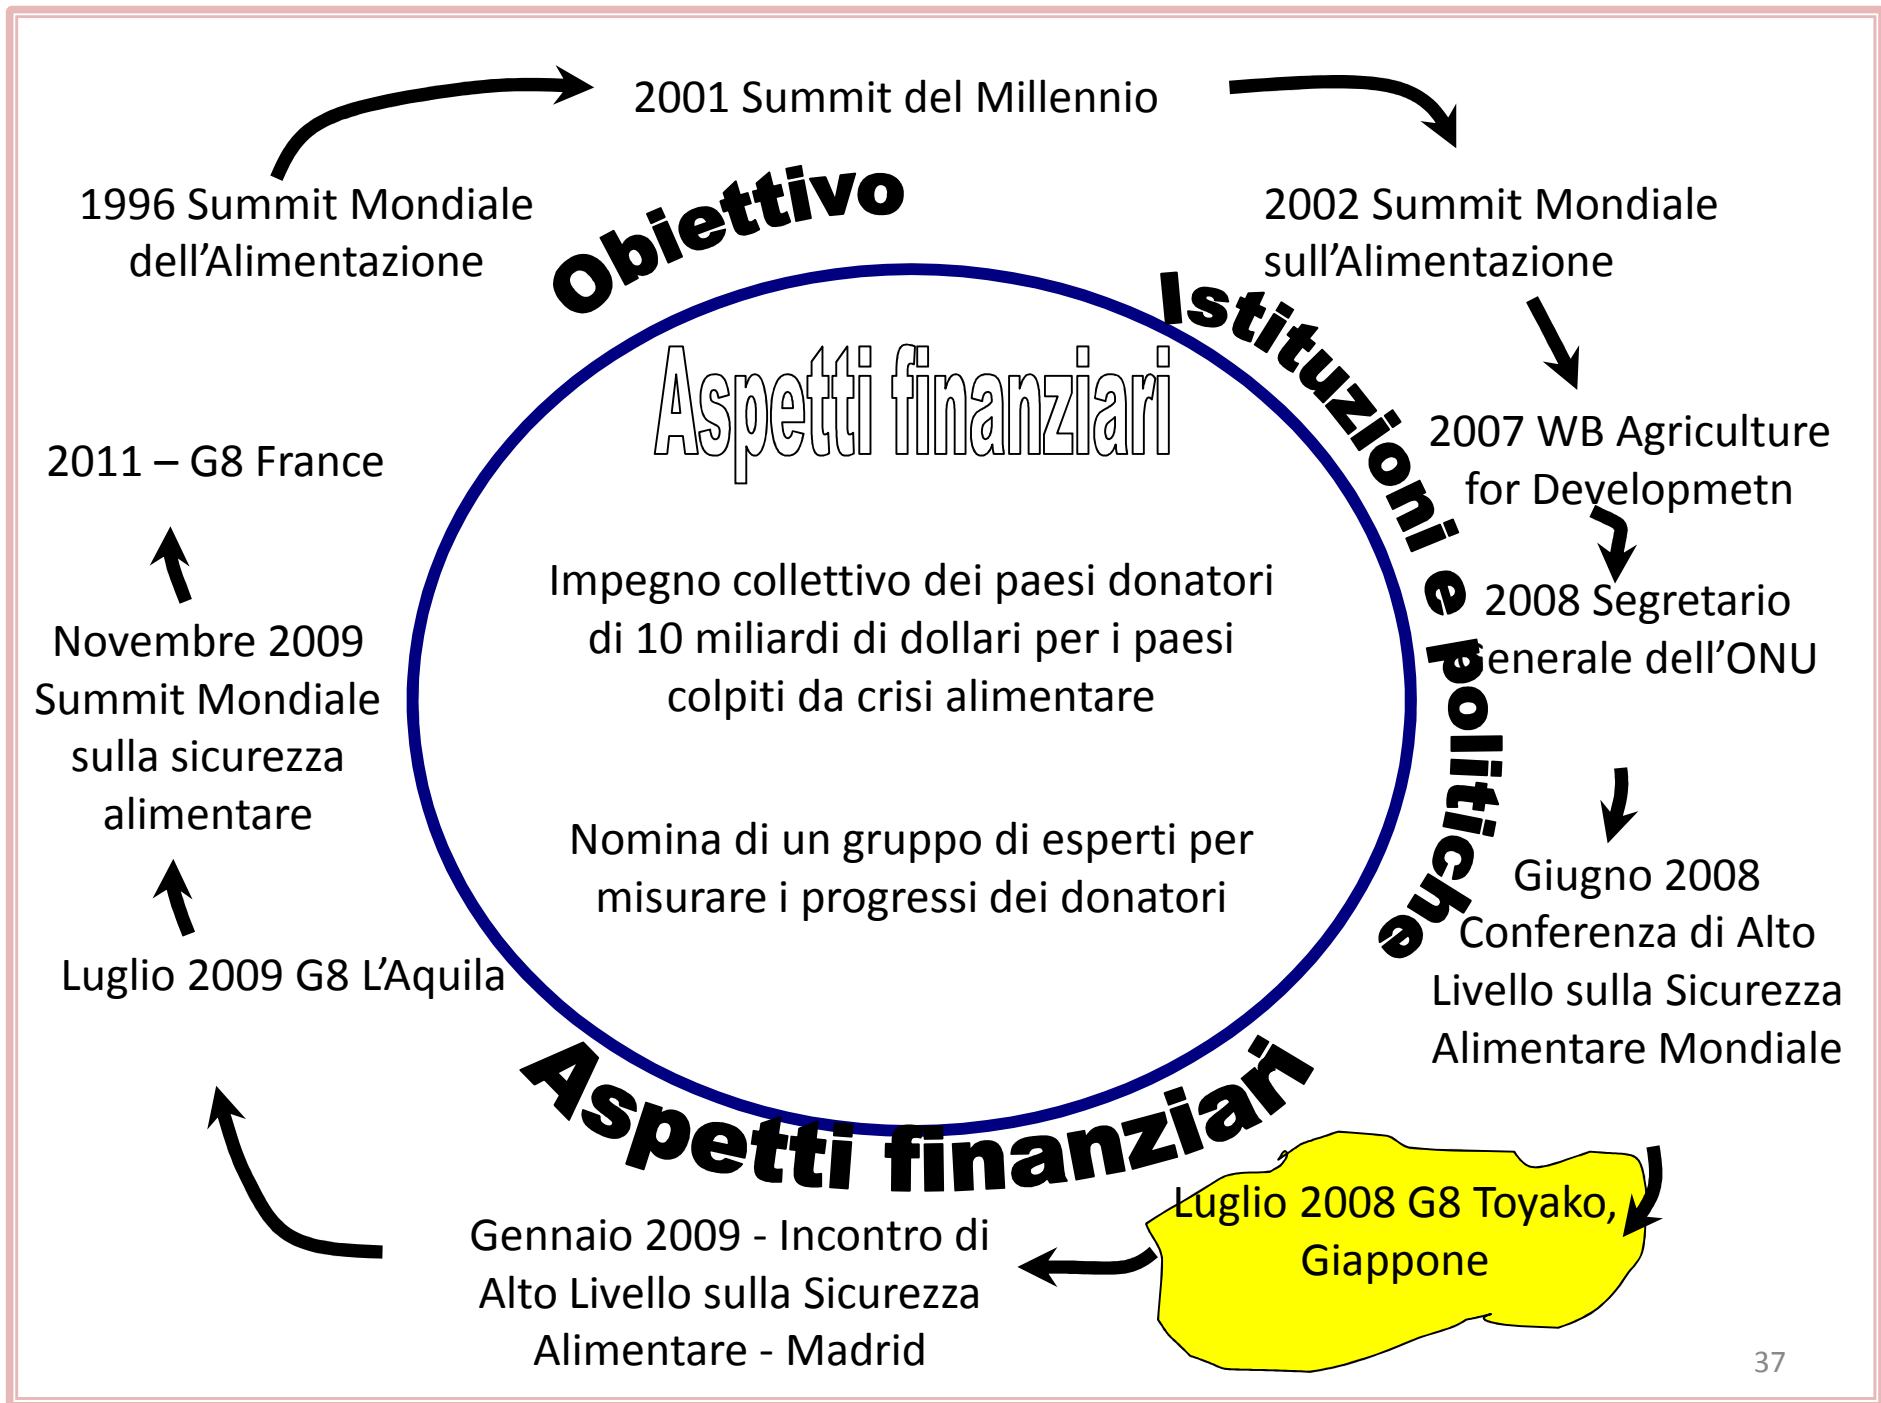 2001 Summit del Millennio
1996 Summit Mondiale
dell’Alimentazione
2002 Summit Mondiale
sull’Alimentazione
Obiettivo
Istituzioni e politiche
Aspetti finanziari
2007 WB Agriculture
for Developmetn
2011 – G8 France
Impegno collettivo dei paesi donatori
di 10 miliardi di dollari per i paesi
colpiti da crisi alimentare
2008 Segretario
Generale dell’ONU
Novembre 2009
Summit Mondiale
sulla sicurezza
alimentare
Nomina di un gruppo di esperti per
misurare i progressi dei donatori
Giugno 2008
Conferenza di Alto
Livello sulla Sicurezza
Alimentare Mondiale
Luglio 2009 G8 L’Aquila
Aspetti finanziari
Luglio 2008 G8 Toyako,
Giappone
Gennaio 2009 - Incontro di
Alto Livello sulla Sicurezza
Alimentare - Madrid
37